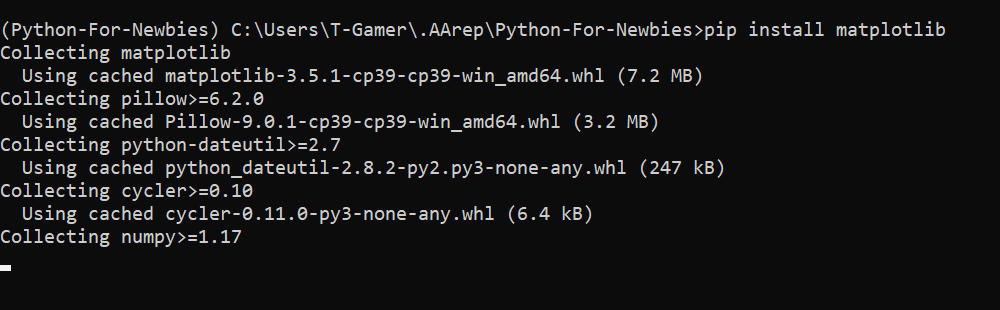 (Python-For-Newbies) C:\Users\T-Gamer\.AArep\Python-For-Newbies>pip install matplotlib
Collecting matplotlib
  Using cached matplotlib-3.5.1-cp39-cp39-win_amd64.whl (7.2 MB)
Collecting pillow>=6.2.0
  Using cached Pillow-9.0.1-cp39-cp39-win_amd64.whl (3.2 MB)
Collecting python-dateutil>=2.7
  Using cached python_dateutil-2.8.2-py2.py3-none-any.whl (247 kB)
Collecting cycler>=0.10
  Using cached cycler-0.11.0-py3-none-any.whl (6.4 kB)
Collecting numpy>=1.17